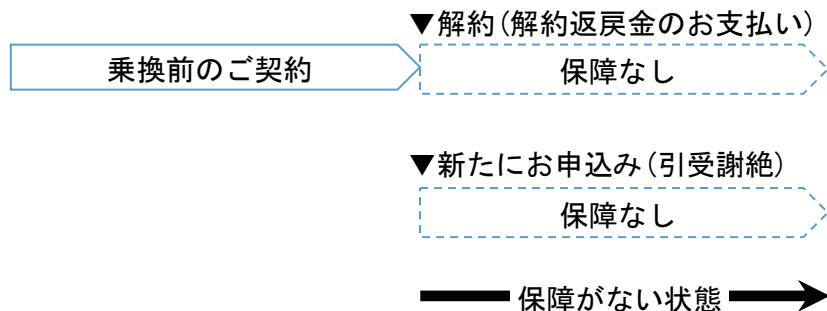 ▼解約(解約返戻金のお支払い)
乗換前のご契約
保障なし
▼新たにお申込み(引受謝絶)
保障なし
保障がない状態